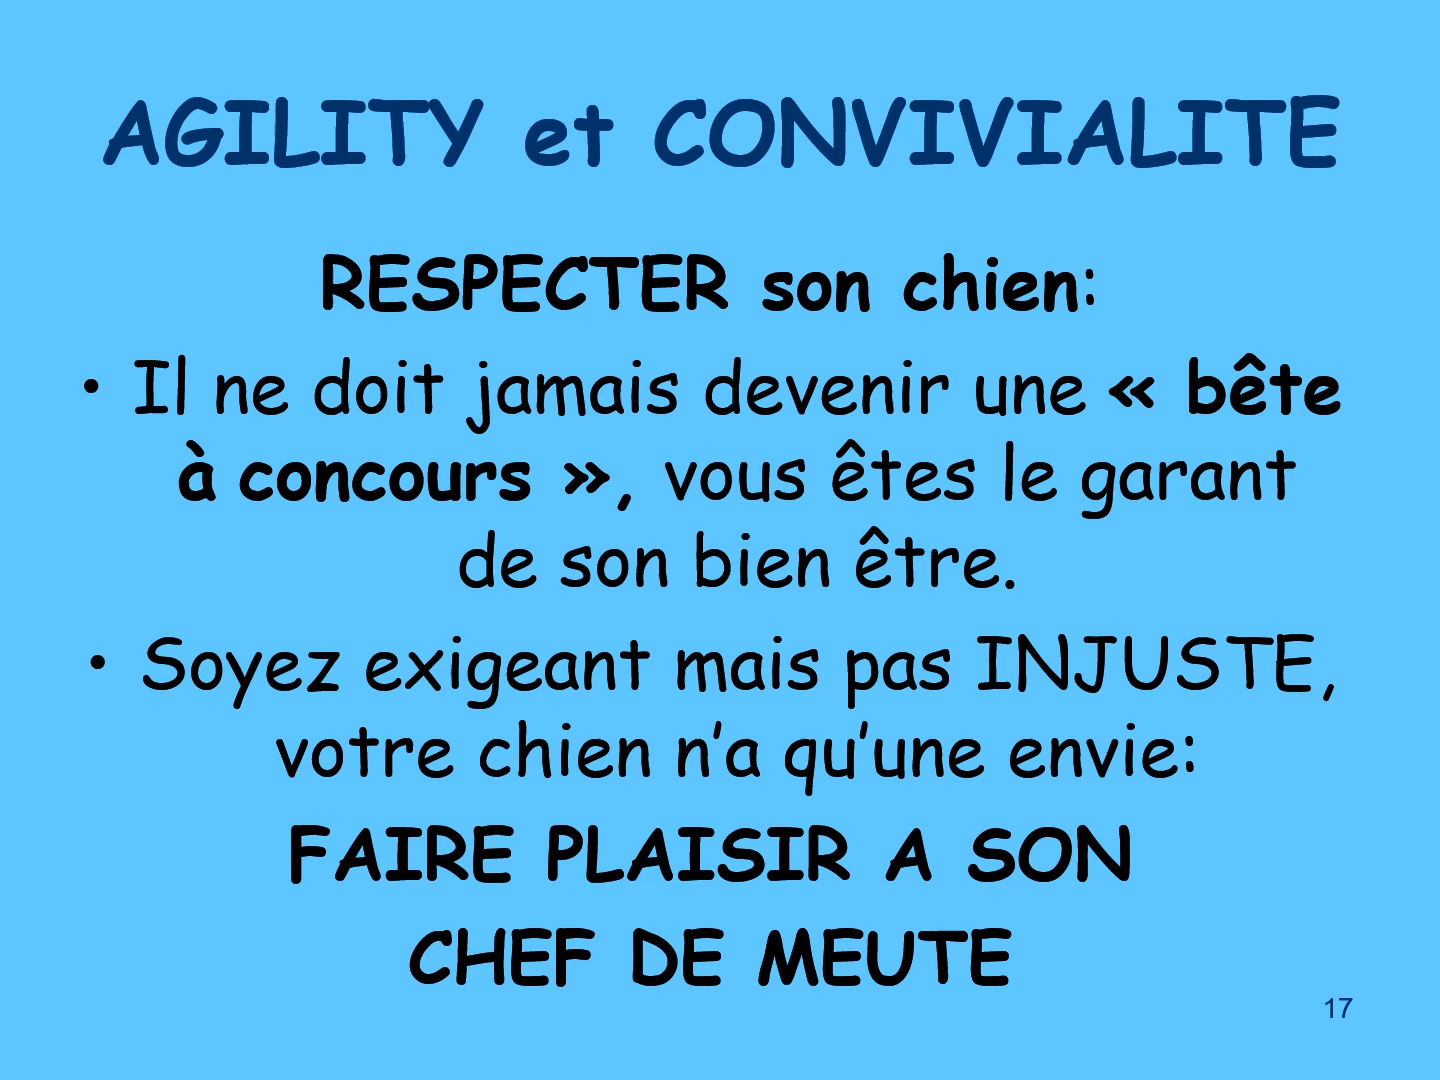 AGILITY et CONVIVIALITE
RESPECTER son chien:
• Il ne doit jamais devenir une « bête
à concours », vous êtes le garant
de son bien être.
• Soyez exigeant mais pas INJUSTE,
votre chien n’a qu’une envie:
FAIRE PLAISIR A SON
CHEF DE MEUTE
17